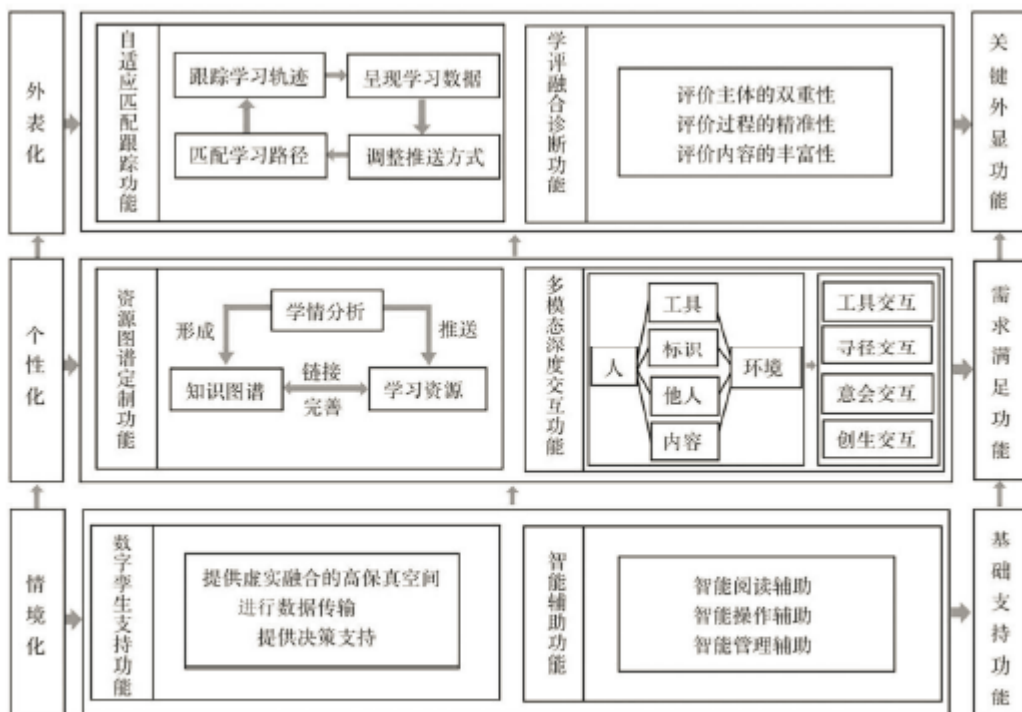 外表化
自适应匹配跟踪功能
跟踪学习轨迹
呈现学习数据
匹配学习路径
调整推送方式
学评融合诊断功能
评价主体的双重性
评价过程的精准性
评价内容的丰富性
关键外显功能
个性化
资源图谱定制功能
学情分析
形成
推送
知识图谱
链接
完善
学习资源
多模态深度交互功能
人
工具
标识
他人
内容
环境
工具交互
寻径交互
意会交互
创生交互
需求满足功能
情境化
数字孪生支持功能
提供虚实融合的高保真空间
进行数据传输
提供决策支持
智能辅助功能
智能阅读辅助
智能操作辅助
智能管理辅助
基础支持功能